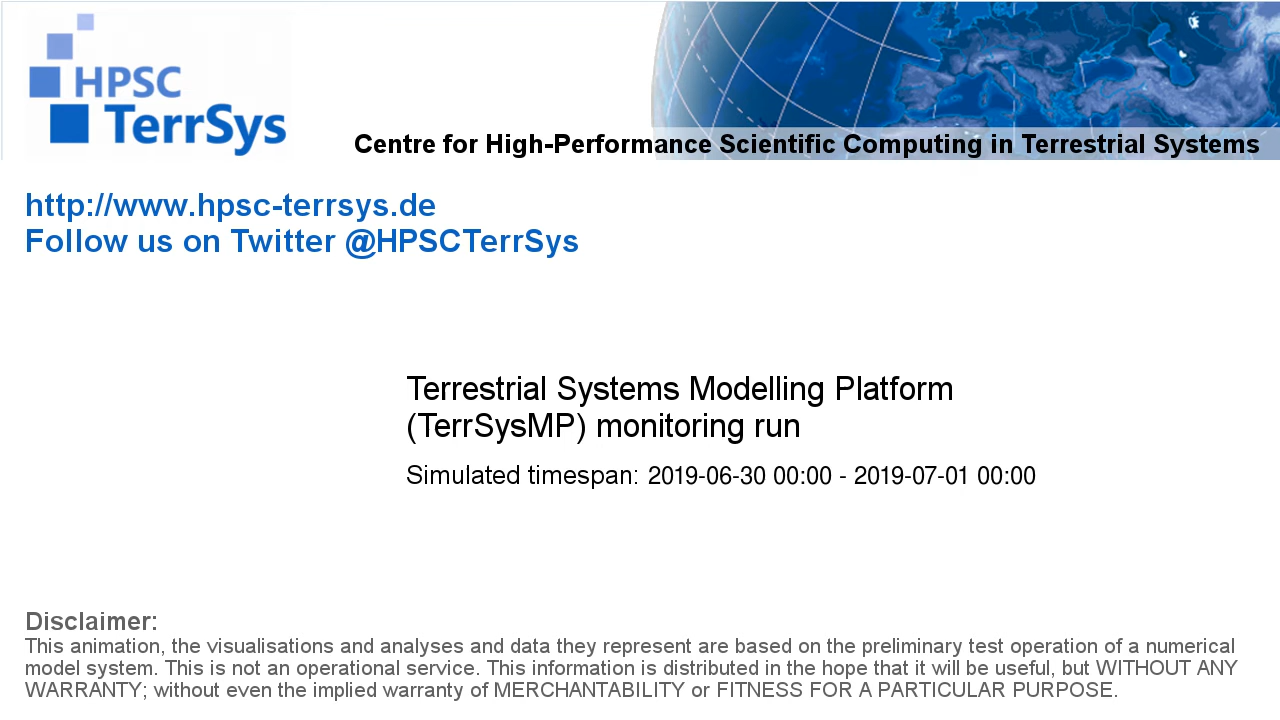 HPSC
TerrSys
Centre for High-Performance Scientific Computing in Terrestrial Systems
http://www.hpsc-terrsys.de
Follow us on Twitter @HPSCTerrSys
Terrestrial Systems Modelling Platform
(TerrSysMP) monitoring run
Simulated timespan: 2019-06-30 00:00 - 2019-07-01 00:00
Disclaimer:
This animation, the visualisations and analyses and data they represent are based on the preliminary test operation of a numerical
model system. This is not an operational service. This information is distributed in the hope that it will be useful, but WITHOUT ANY
WARRANTY; without even the implied warranty of MERCHANTABILITY or FITNESS FOR A PARTICULAR PURPOSE.